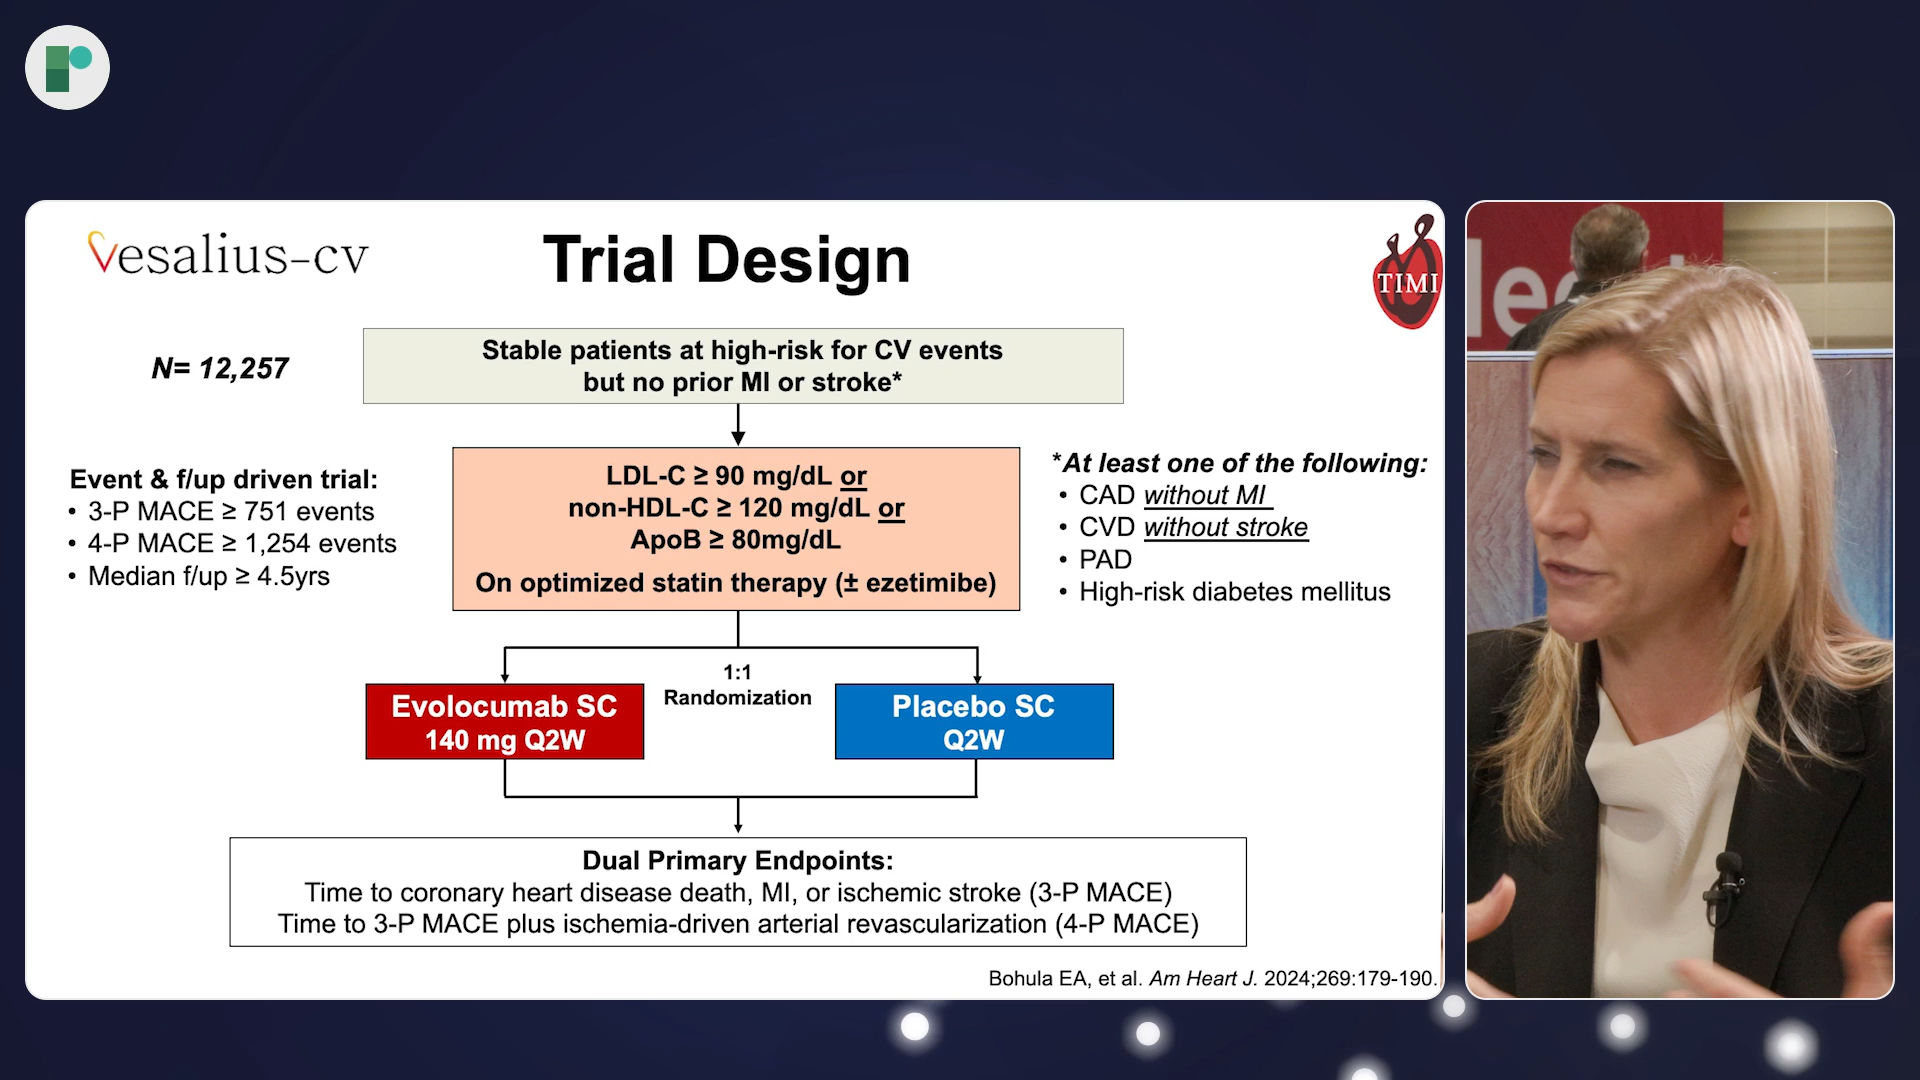 Vesalius-cv
Trial Design
TIMI
N= 12,257
Stable patients at high-risk for CV events
but no prior MI or stroke*
Event & f/up driven trial:
• 3-P MACE ≥ 751 events
• 4-P MACE ≥ 1,254 events
• Median f/up ≥ 4.5yrs
LDL-C ≥ 90 mg/dL or
non-HDL-C ≥ 120 mg/dL or
ApoB ≥ 80mg/dL
On optimized statin therapy (± ezetimibe)
*At least one of the following:
• CAD without MI
• CVD without stroke
• PAD
• High-risk diabetes mellitus
1:1
Randomization
Evolocumab SC
140 mg Q2W
Placebo SC
Q2W
Dual Primary Endpoints:
Time to coronary heart disease death, MI, or ischemic stroke (3-P MACE)
Time to 3-P MACE plus ischemia-driven arterial revascularization (4-P MACE)
Bohula EA, et al. Am Heart J. 2024;269:179-190.